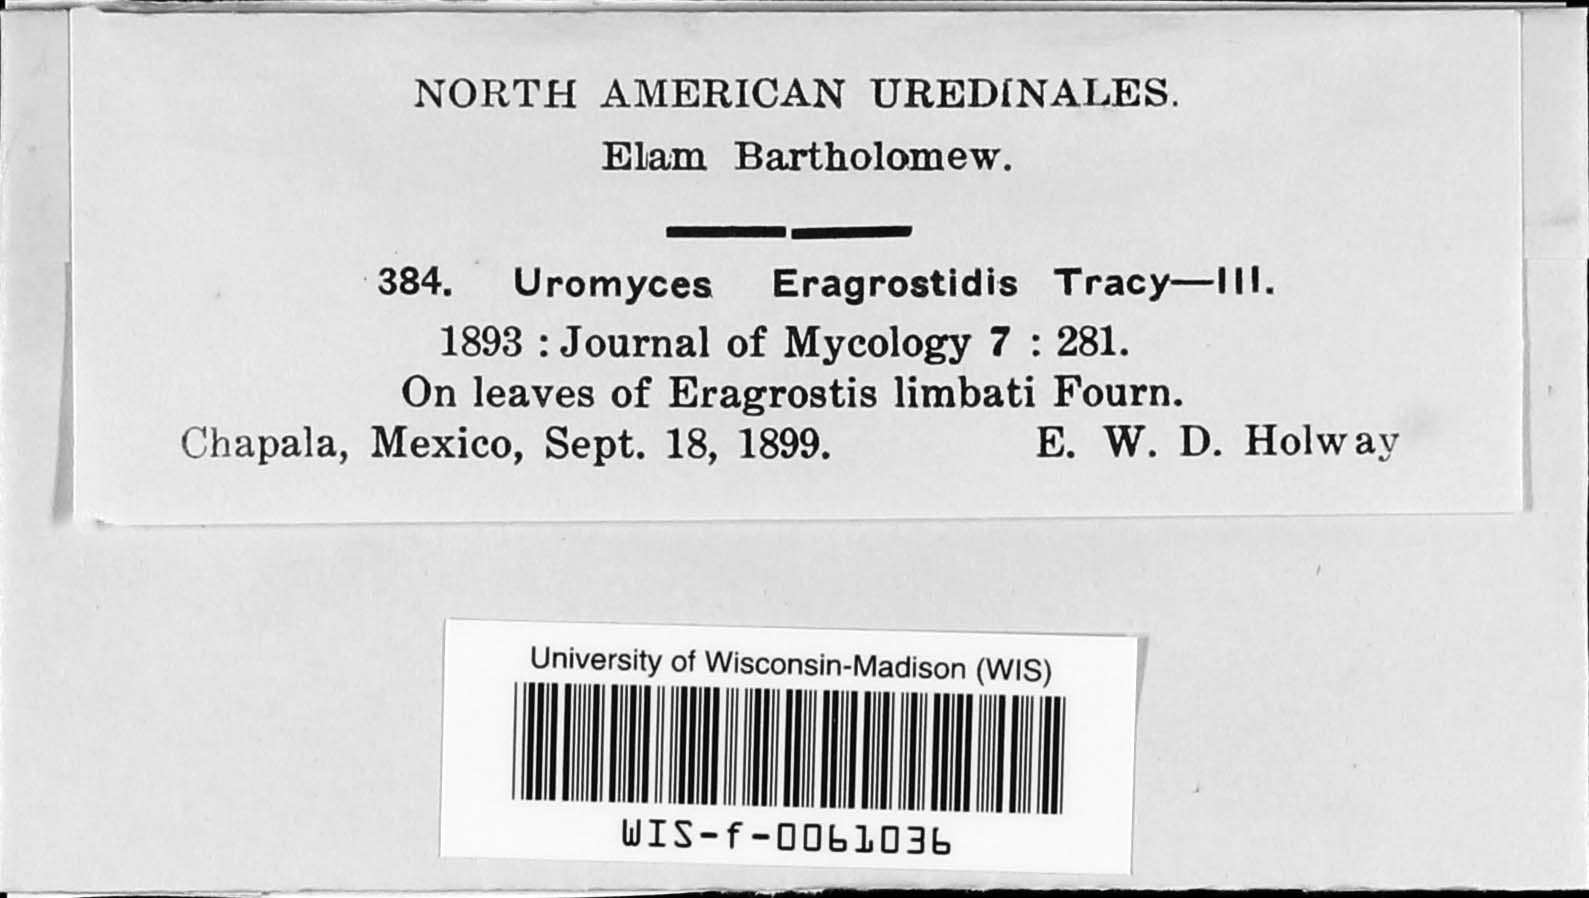 NORTH AMERICAN UREDINALES.
Elam Bartholomew.
384. Uromyces Eragrostidis Tracy—III.
1893 : Journal of Mycology 7 : 281.
On leaves of Eragrostis limbati Fourn.
Chapala, Mexico, Sept. 18, 1899. E. W. D. Holway
University of Wisconsin-Madison (WIS)
WIS-f-0061036